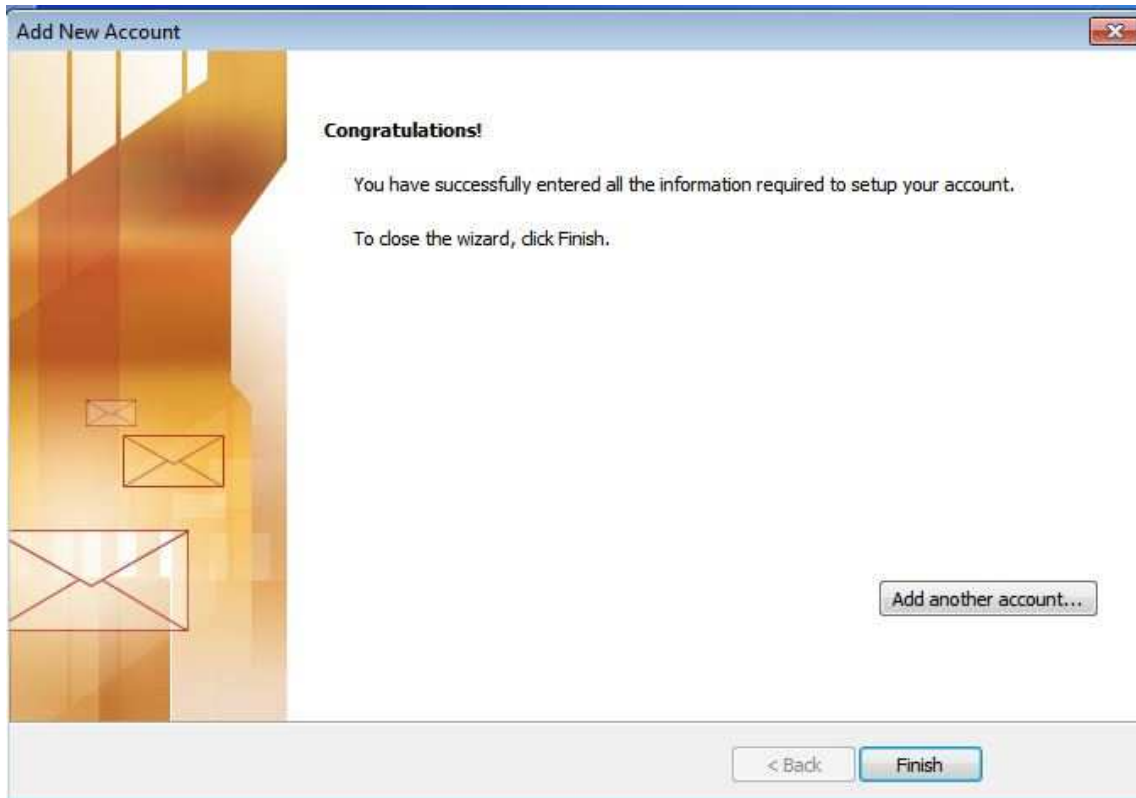 Add New Account
Congratulations!
You have successfully entered all the information required to setup your account.
To close the wizard, click Finish.
Add another account...
< Back
Finish